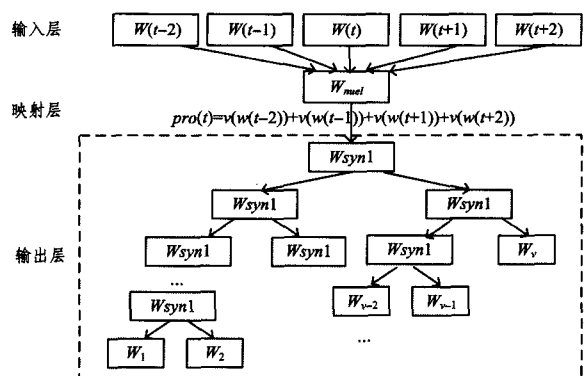 输入层 W(t-2) W(t-1) W(t) W(t+1) W(t+2)
W_nuel
映射层
pro(t)=v(w(t-2))+v(w(t-1))+v(w(t+1))+v(w(t+2))
Wsyn1
Wsyn1 Wsyn1
输出层 Wsyn1 Wsyn1 Wsyn1 W_v
...
Wsyn1 W_{v-2} W_{v-1}
W_1 W_2 ...